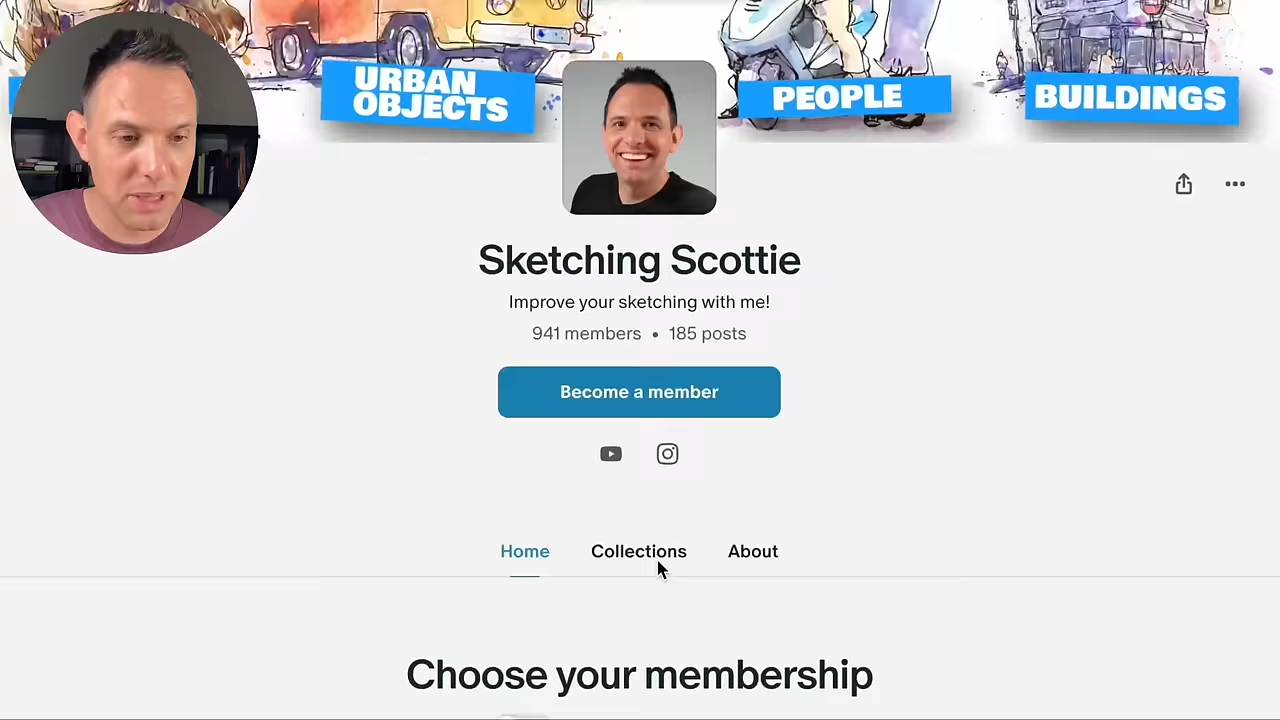 URBAN
OBJECTS
PEOPLE
BUILDINGS
Sketching Scottie
Improve your sketching with me!
941 members • 185 posts
Become a member
Home
Collections
About
Choose your membership